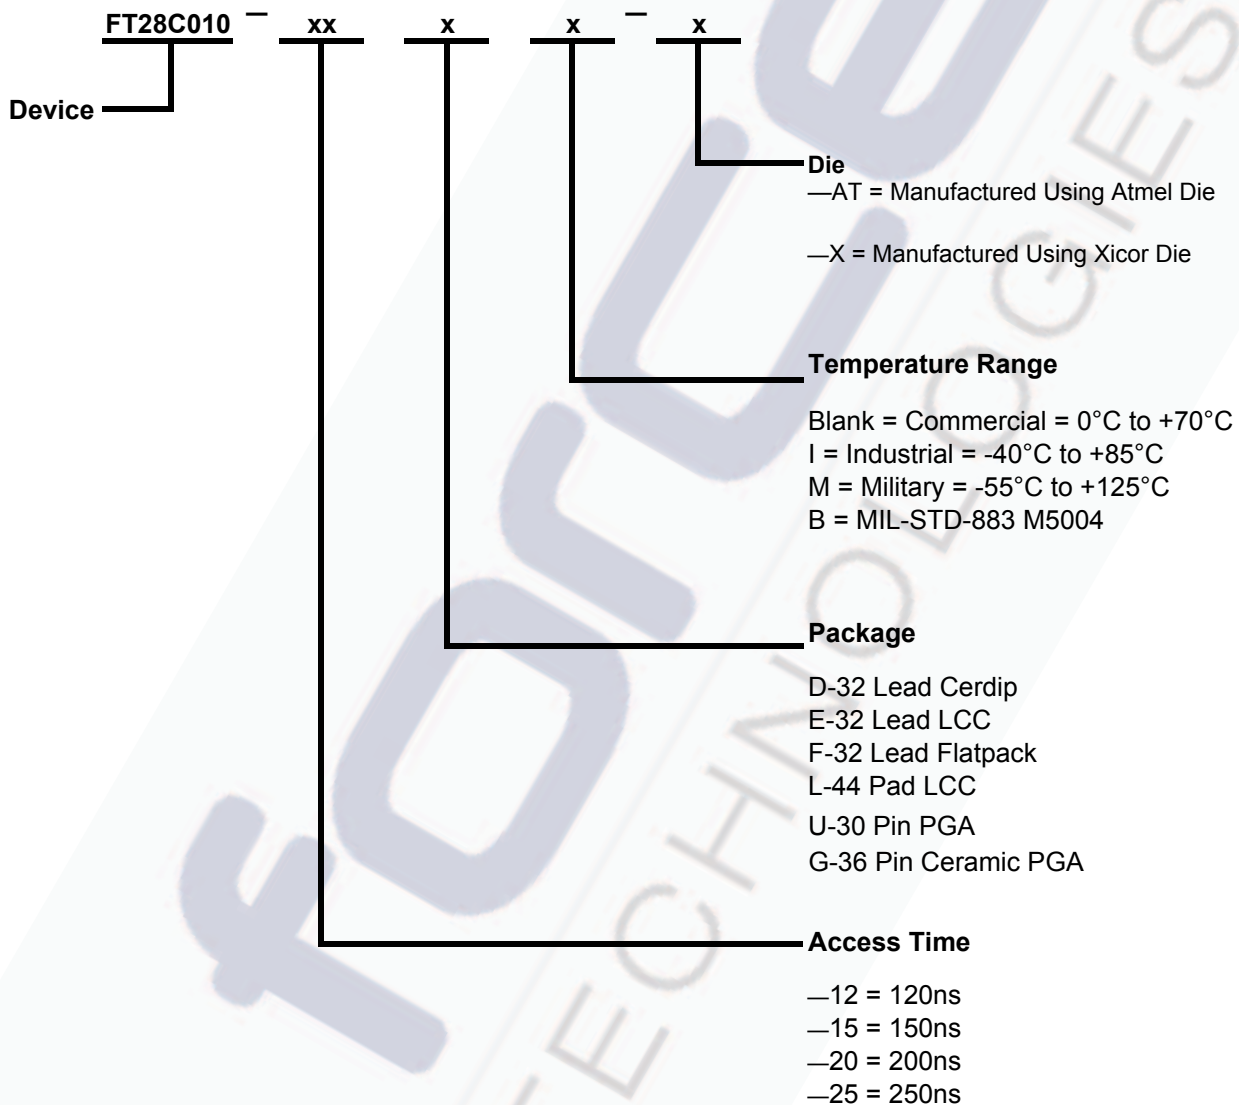 FT28C010 — xx x x — x
Device
Die
—AT = Manufactured Using Atmel Die
—X = Manufactured Using Xicor Die
Temperature Range
Blank = Commercial = 0°C to +70°C
I = Industrial = -40°C to +85°C
M = Military = -55°C to +125°C
B = MIL-STD-883 M5004
Package
D-32 Lead Cerdip
E-32 Lead LCC
F-32 Lead Flatpack
L-44 Pad LCC
U-30 Pin PGA
G-36 Pin Ceramic PGA
Access Time
—12 = 120ns
—15 = 150ns
—20 = 200ns
—25 = 250ns
force
TECHNOLOGIES